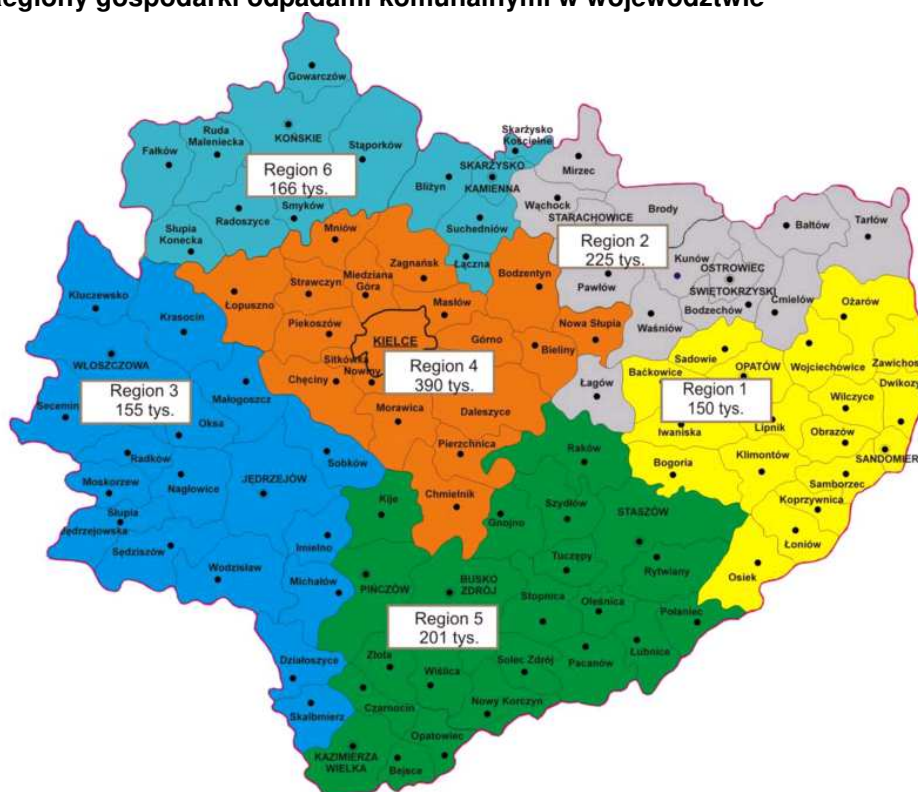 egiony gospodarki odpadami komunalnymi w województwie
Gowarczów
Ruda
Maleniecka
KOŃSKIE
Fałków
Stąporków
Region 6
166 tys.
Radoszyce
Smyków
Słupia
Konecka
Skarżysko
Kościelne
SKARŻYSKO
KAMIENNA
Bliżyn
Suchedniów
Łączna
Mirzec
Wąchock
STARACHOWICE
Brody
Region 2
225 tys.
Pawłów
Kunów
Bałtów
Tarłów
OSTROWIEC
ŚWIĘTOKRZYSKI
Bodzechów
Ćmielów
Waśniów
Łagów
Mniów
Zagnańsk
Bodzentyn
Strawczyn
Miedziana
Góra
Łopuszno
Masłów
Piekoszów
KIELCE
Górno
Nowa Słupia
Bieliny
Sitkówka
Nowiny
Region 4
390 tys.
Chęciny
Morawica
Daleszyce
Pierzchnica
Chmielnik
Kluczewsko
Krasocin
WŁOSZCZOWA
Region 3
155 tys.
Małogoszcz
Secemin
Oksa
Radków
Sobków
Moskorzew
Nagłowice
JĘDRZEJÓW
Słupia
Jędrzejowska
Sędziszów
Imielno
Wodzisław
Michałów
Działoszyce
Skalbmierz
Ożarów
Sadowie
Baćkowice
OPATÓW
Wojciechowice
Zawichos
Dwikozy
Region 1
150 tys.
Wilczyce
Iwaniska
Lipnik
Obrazów
SANDOMIER
Bogoria
Klimontów
Samborzec
Koprzywnica
Łoniów
Osiek
Raków
Kije
Szydłów
Gnojno
STASZÓW
Tuczępy
Rytwiany
PIŃCZÓW
BUSKO
ZDRÓJ
Stopnica
Oleśnica
Połaniec
Region 5
201 tys.
Łubnice
Złota
Wiślica
Solec Zdrój
Pacanów
Czarnocin
Nowy Korczyn
Opatowiec
KAZIMIERZA
WIELKA
Bejsce